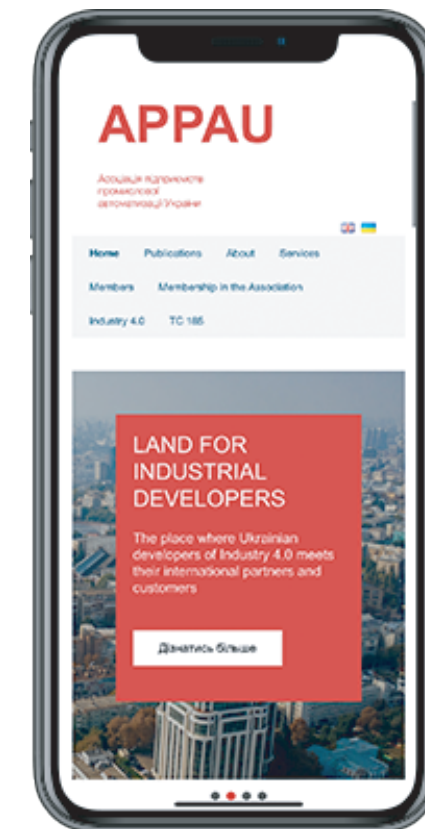 APPAU
Асоціація підприємств
промислової
автоматизації України
Home Publications About Services
Members Membership in the Association
Industry 4.0 TC 185
LAND FOR
INDUSTRIAL
DEVELOPERS
The place where Ukrainian
developers of Industry 4.0 meets
their international partners and
customers
Дізнатись більше